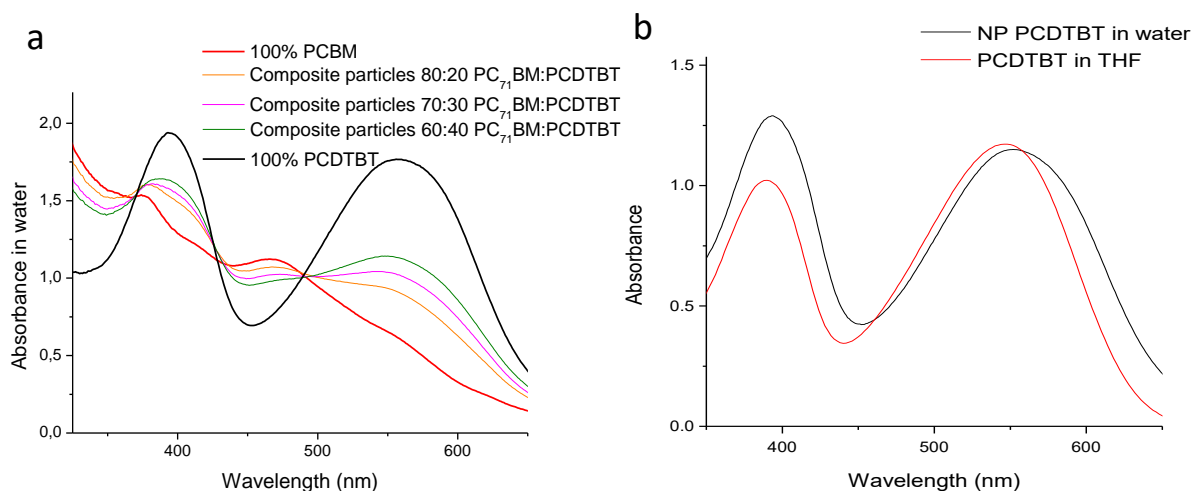 a
100% PCBM
Composite particles 80:20 PC71BM:PCDTBT
Composite particles 70:30 PC71BM:PCDTBT
Composite particles 60:40 PC71BM:PCDTBT
100% PCDTBT
2,0
1,5
1,0
0,5
0,0
400 500 600
Wavelength (nm)
Absorbance in water
b
NP PCDTBT in water
PCDTBT in THF
1.5
1.0
0.5
0.0
400 500 600
Wavelength (nm)
Absorbance